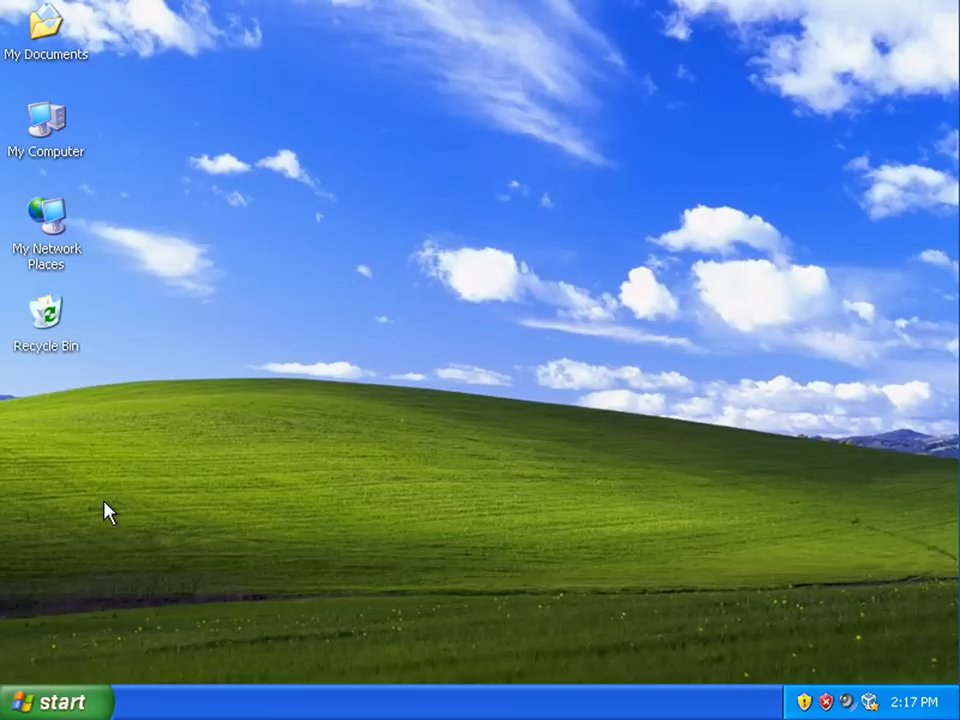 My Documents
My Computer
My Network
Places
Recycle Bin
start
2:17 PM